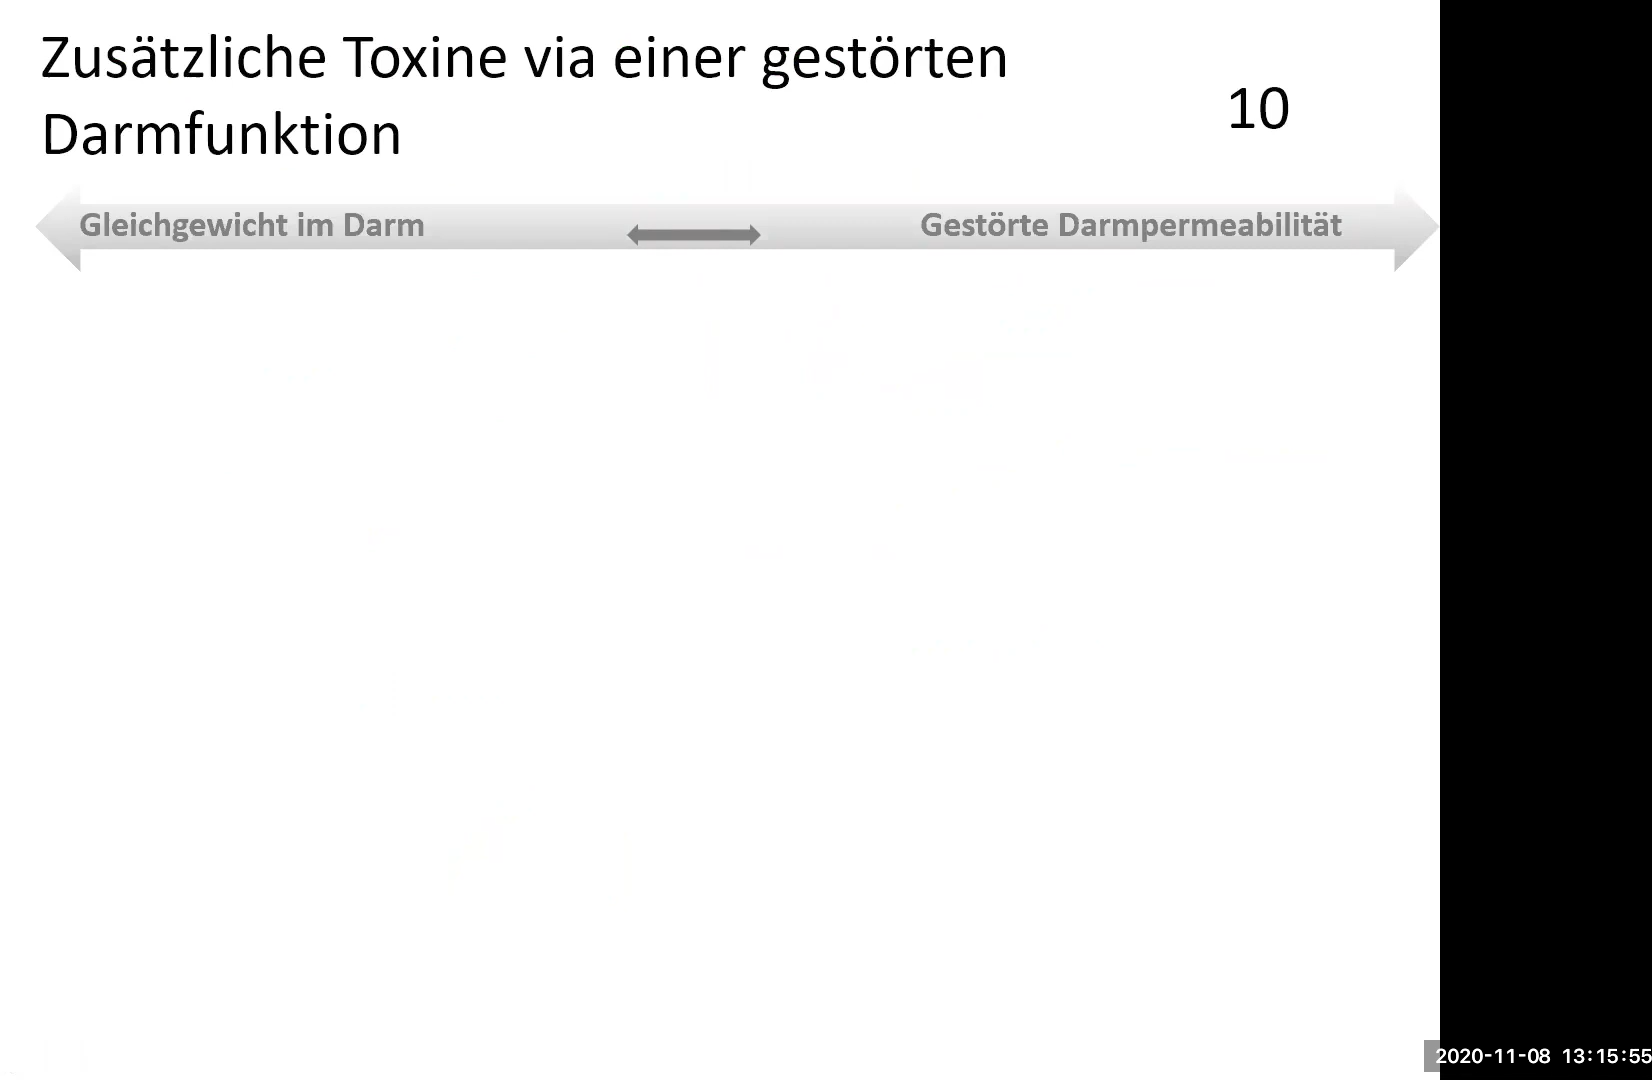 Zusätzliche Toxine via einer gestörten
Darmfunktion
10
Gleichgewicht im Darm
Gestörte Darmpermeabilität
2020-11-08 13:15:55